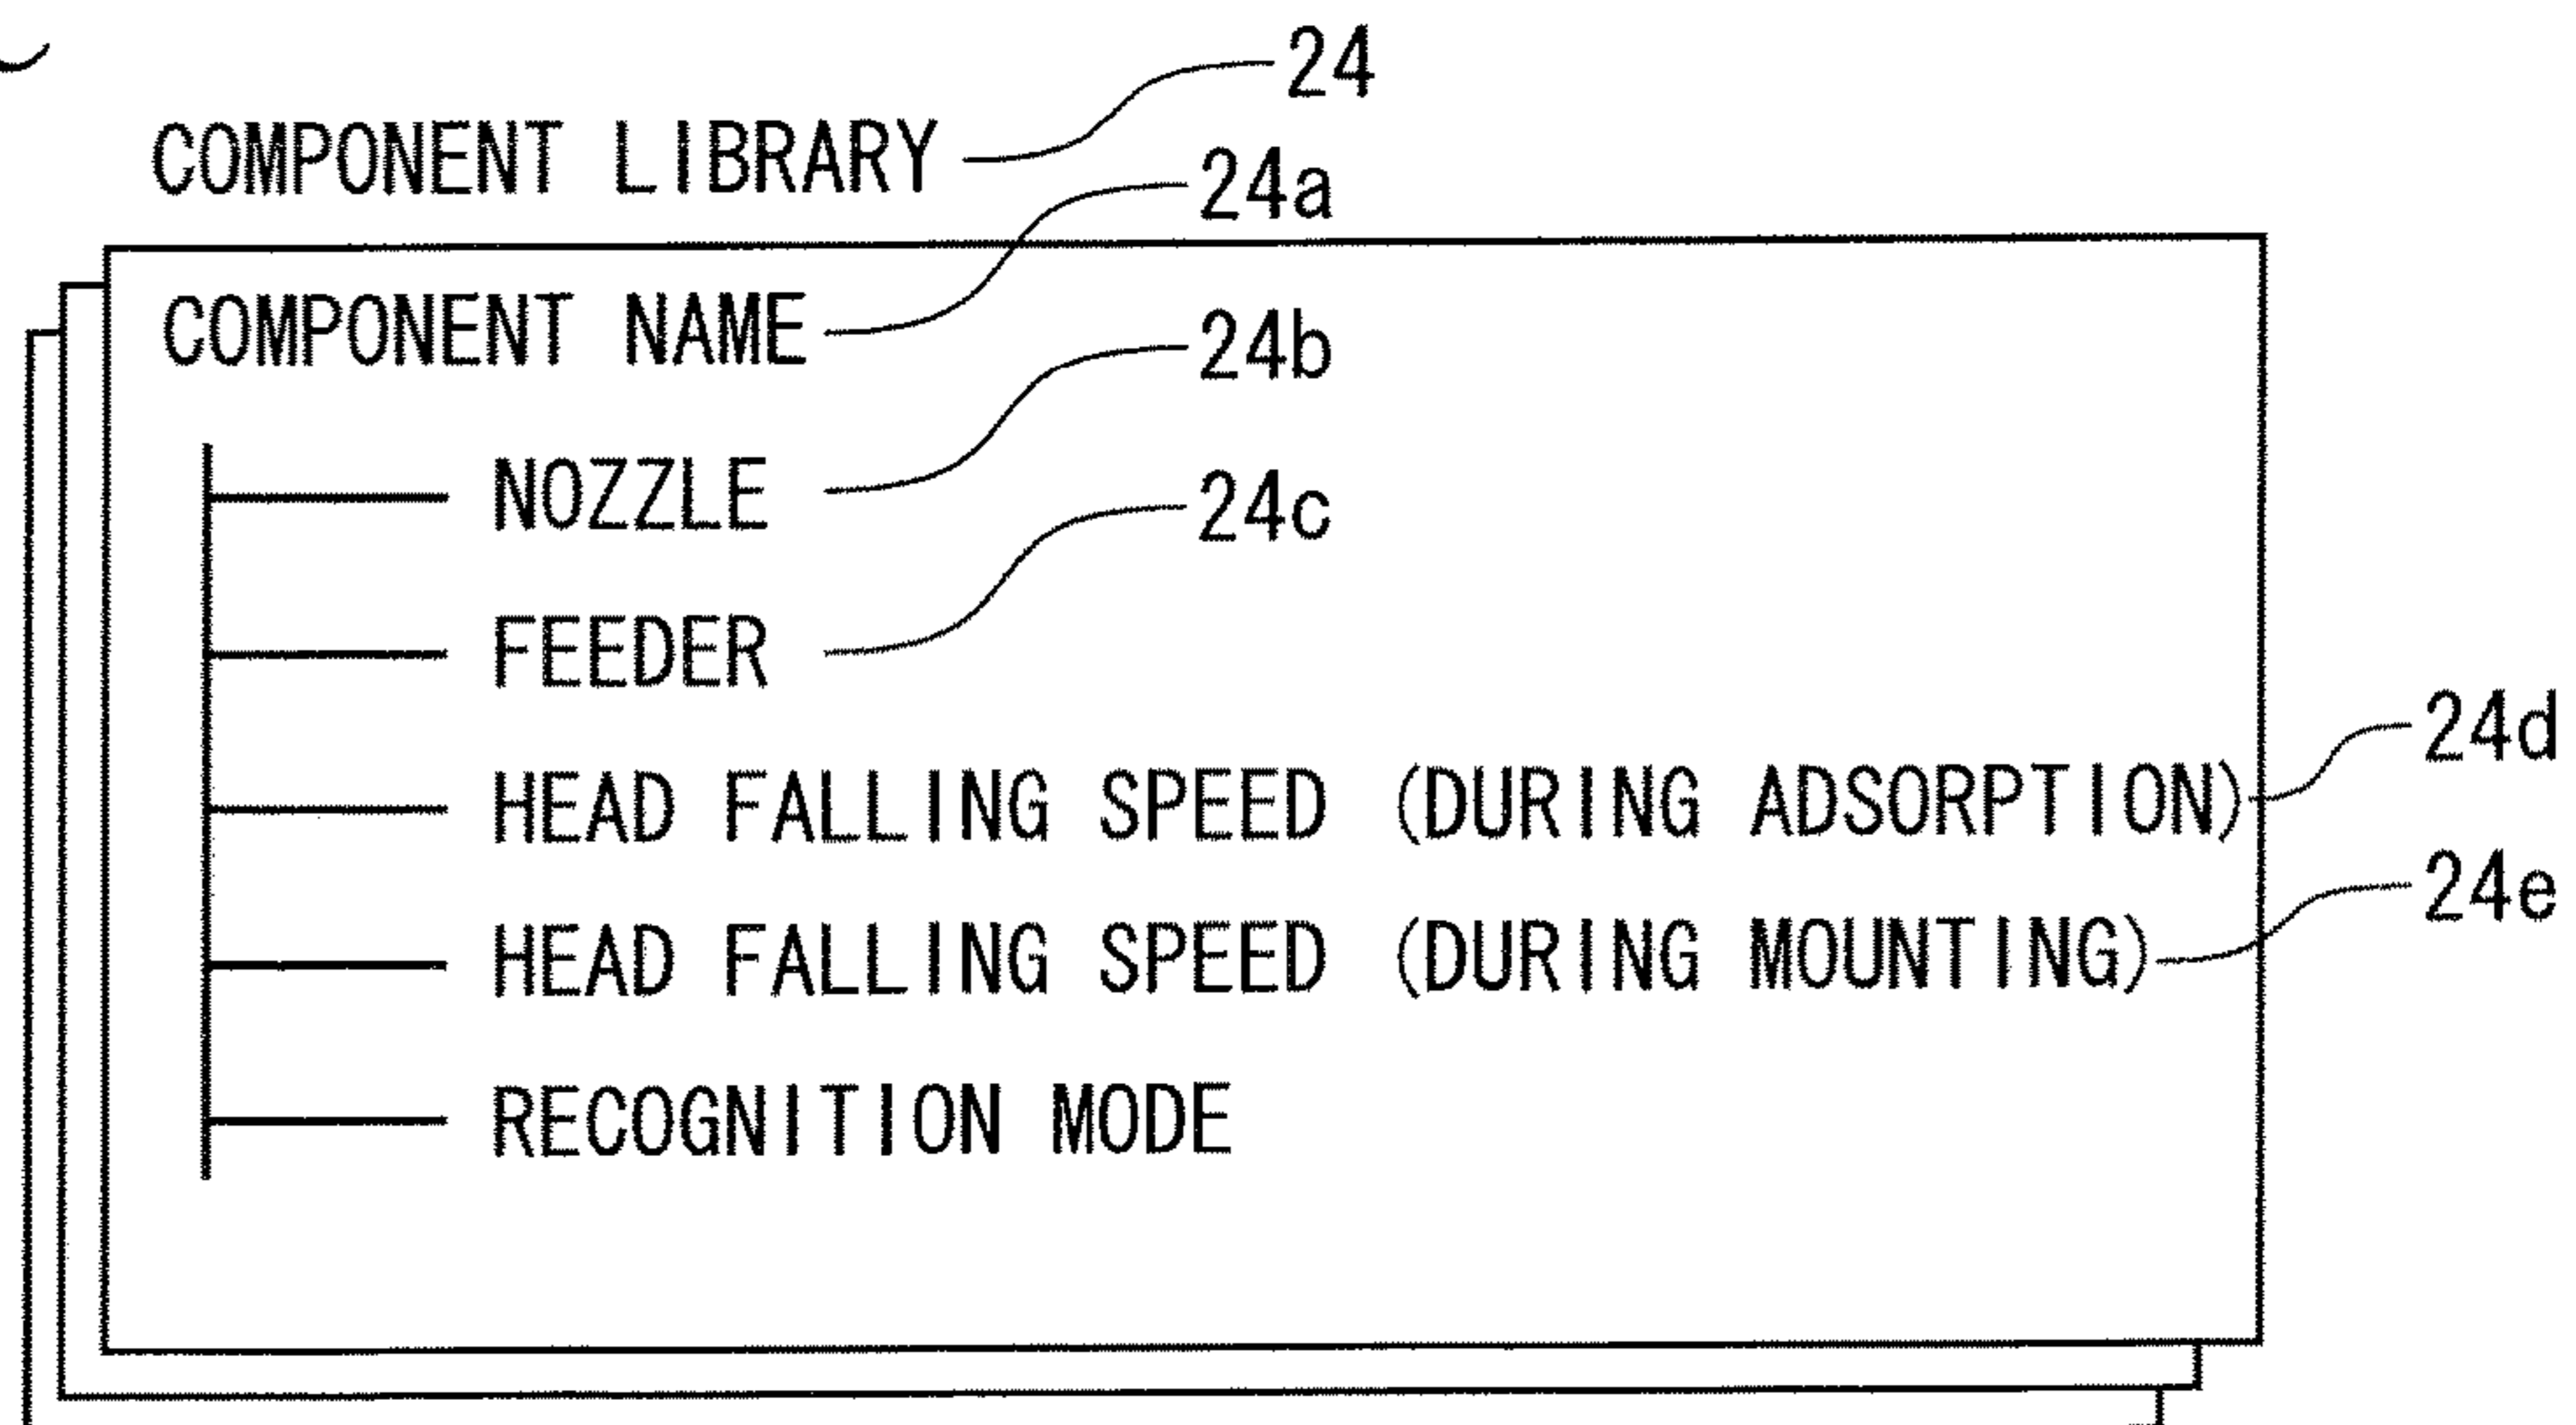 COMPONENT LIBRARY 24
COMPONENT NAME 24a
NOZZLE 24b
FEEDER 24c
HEAD FALLING SPEED (DURING ADSORPTION) 24d
HEAD FALLING SPEED (DURING MOUNTING) 24e
RECOGNITION MODE